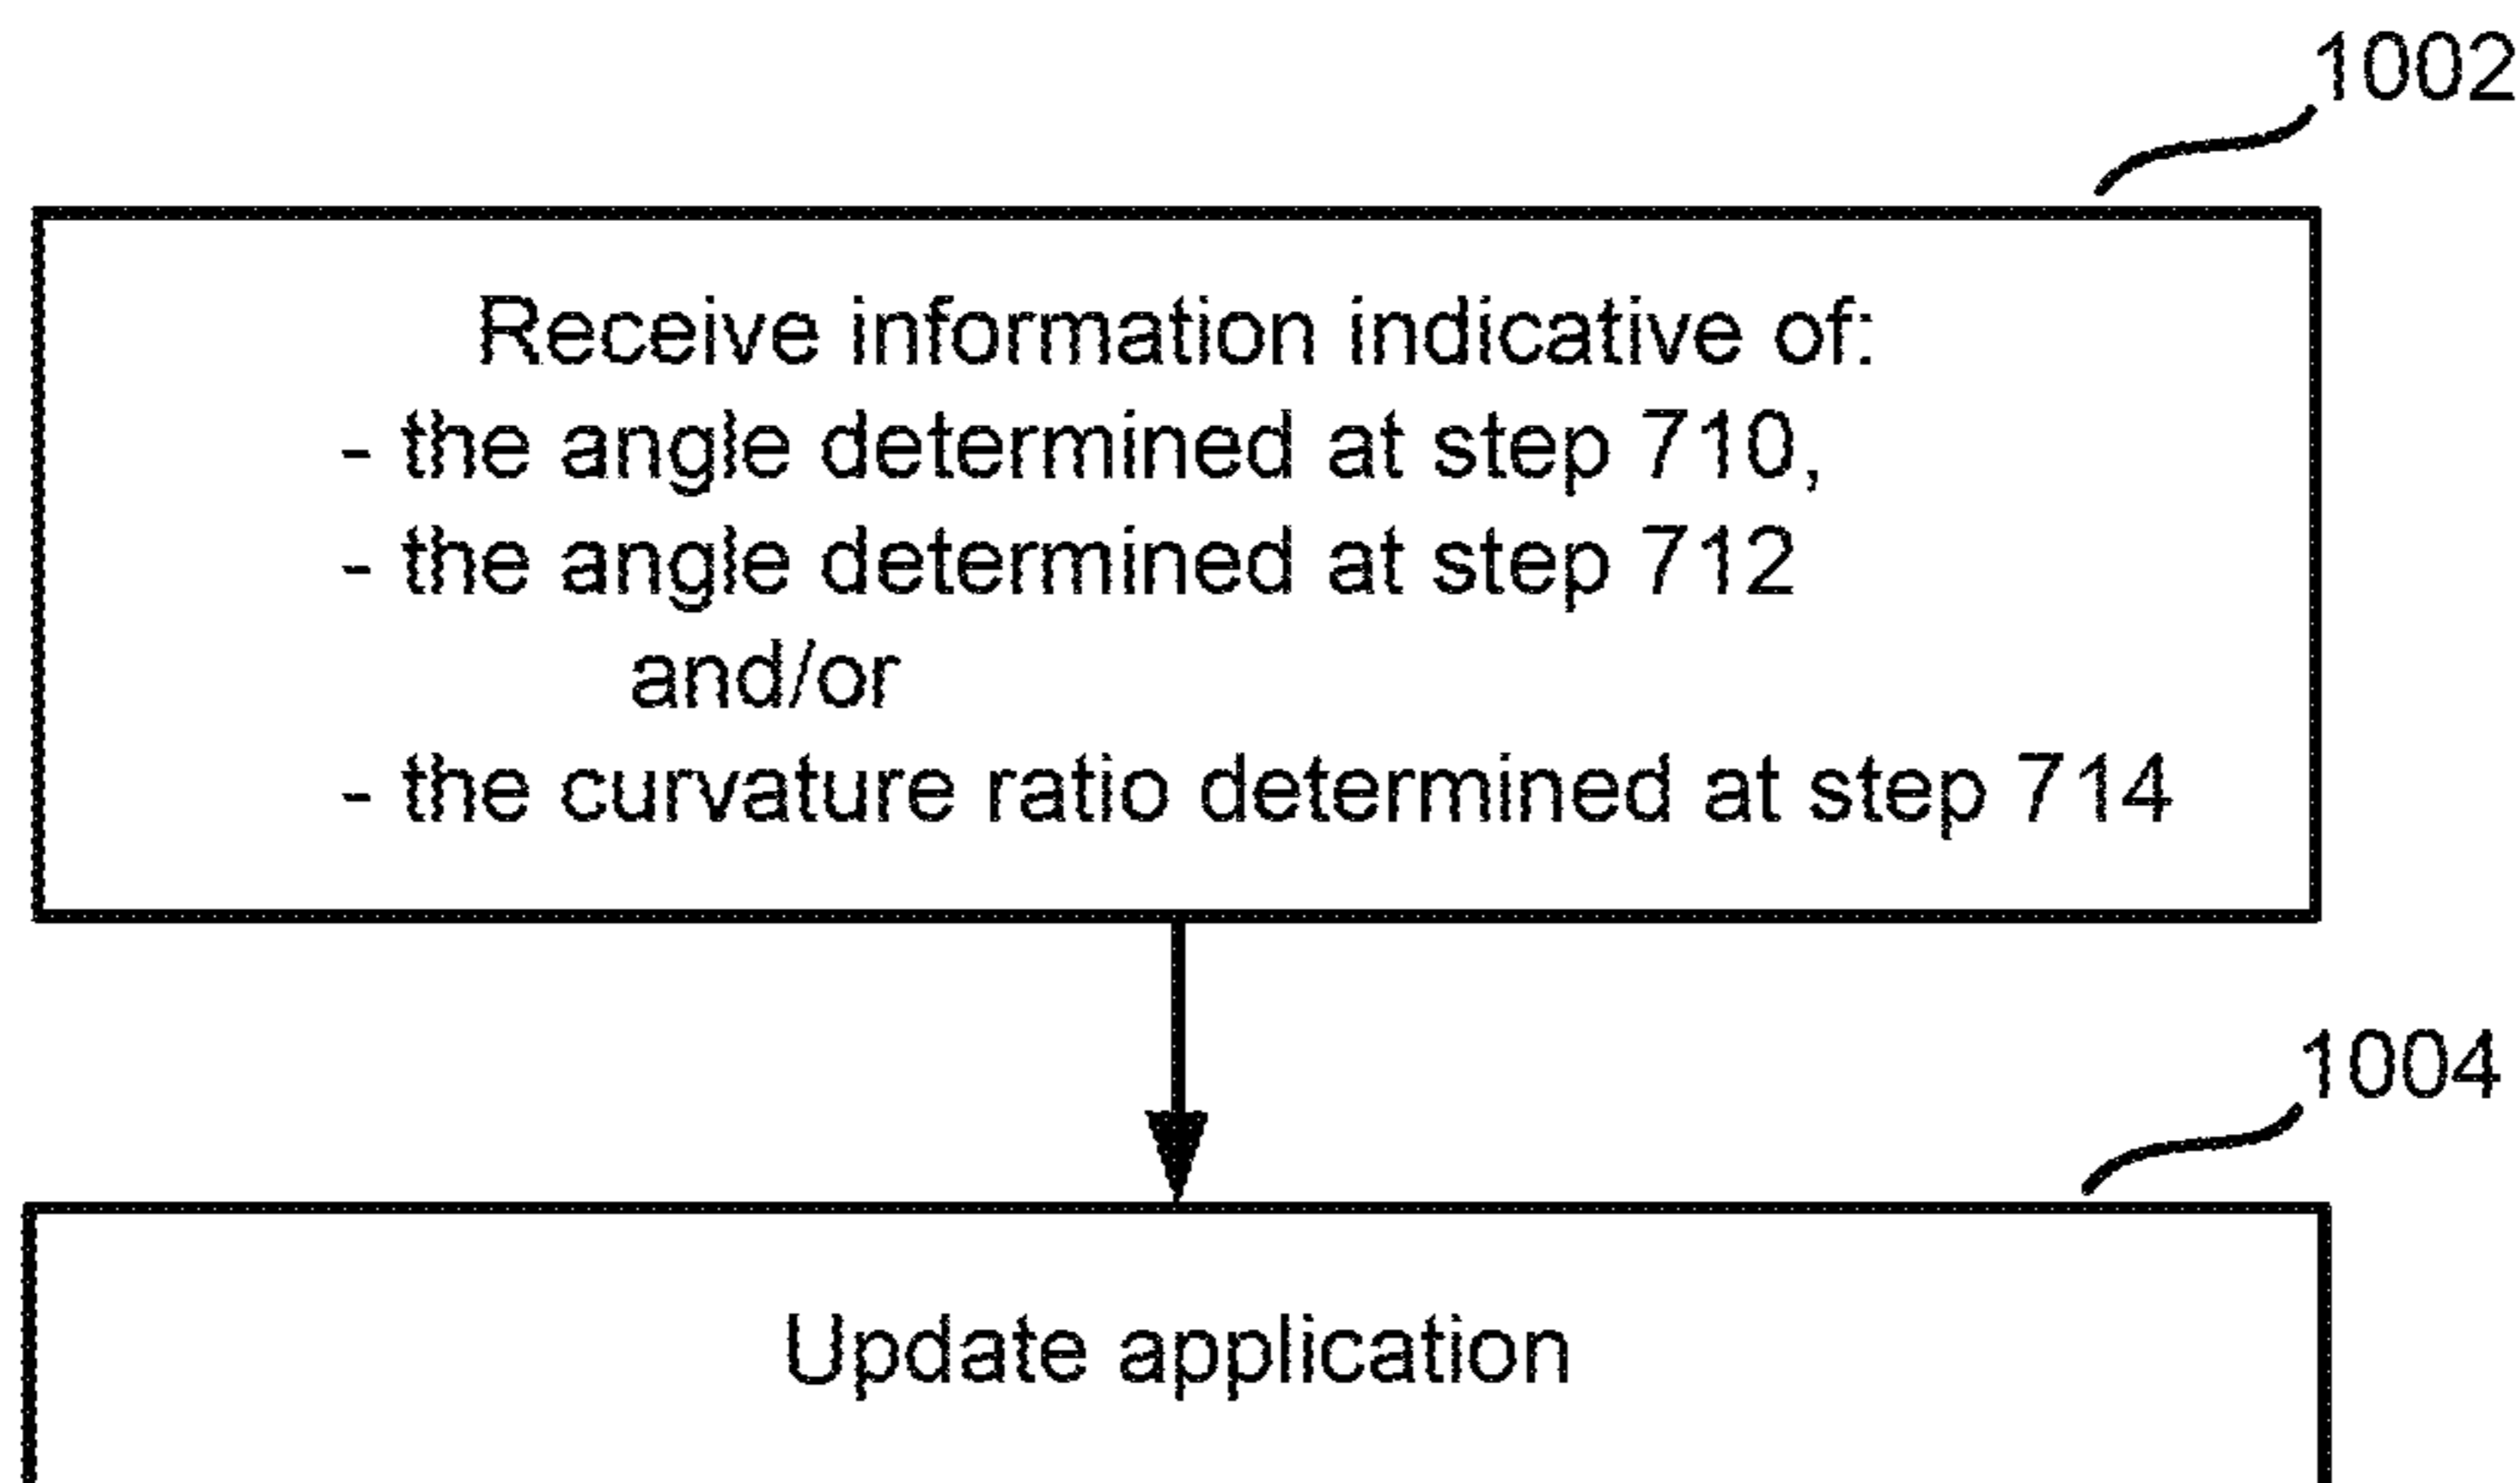 1002
Receive information indicative of:
- the angle determined at step 710,
- the angle determined at step 712
and/or
- the curvature ratio determined at step 714
1004
Update application